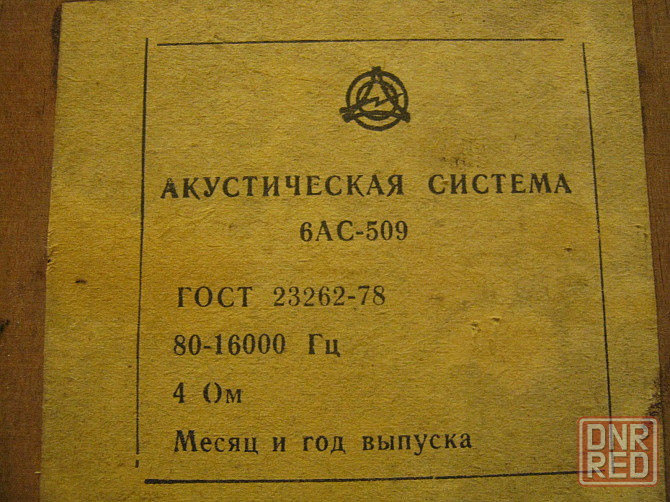 АКУСТИЧЕСКАЯ СИСТЕМА
6АС-509
ГОСТ 23262-78
80-16000 Гц
4 Ом
Месяц и год выпуска
DNR
RED